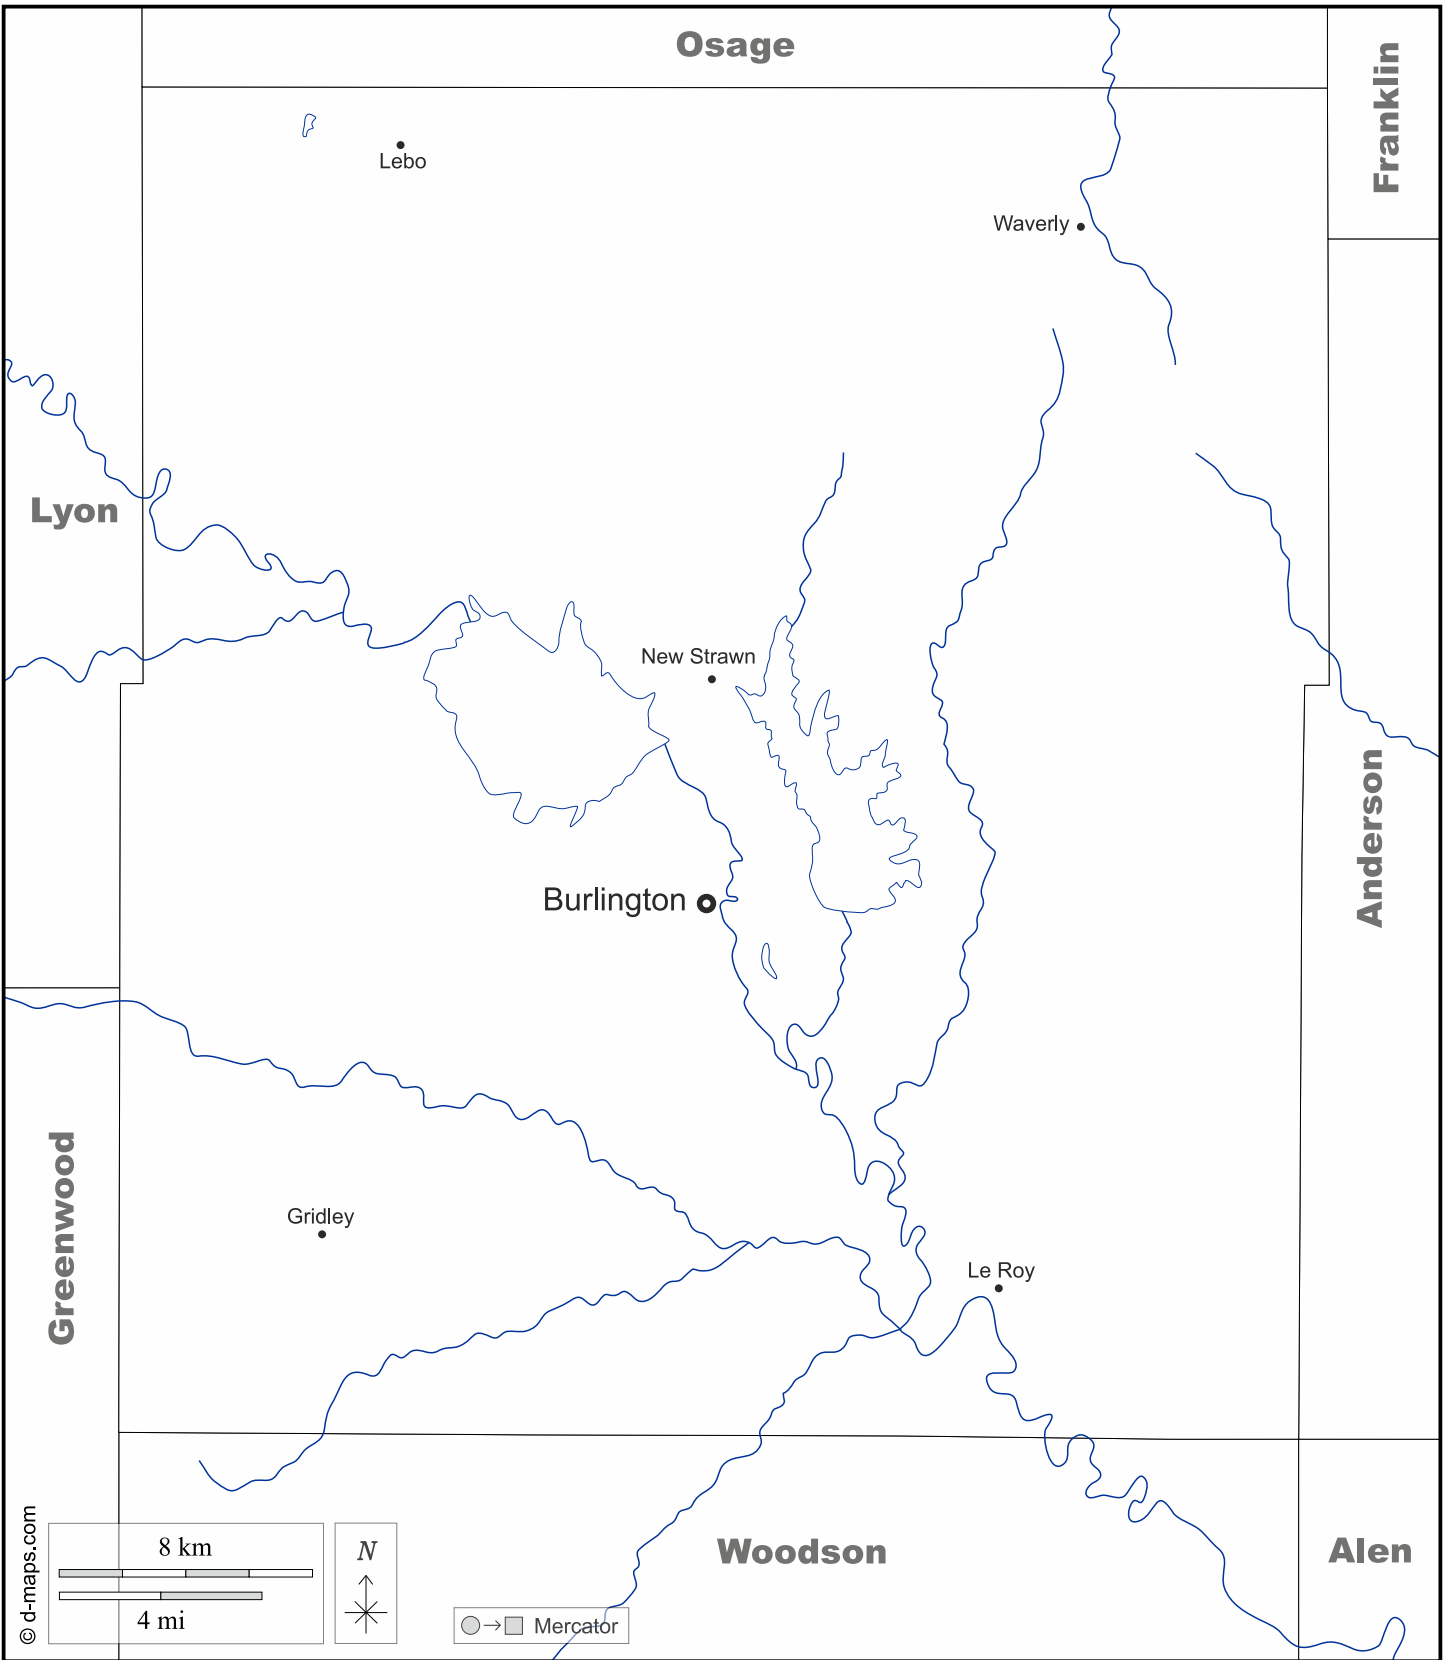 Osage
Franklin
Lebo
Waverly
Lyon
New Strawn
Anderson
Burlington
Greenwood
Gridley
Le Roy
© d-maps.com
8 km
4 mi
N
Mercator
Woodson
Alen